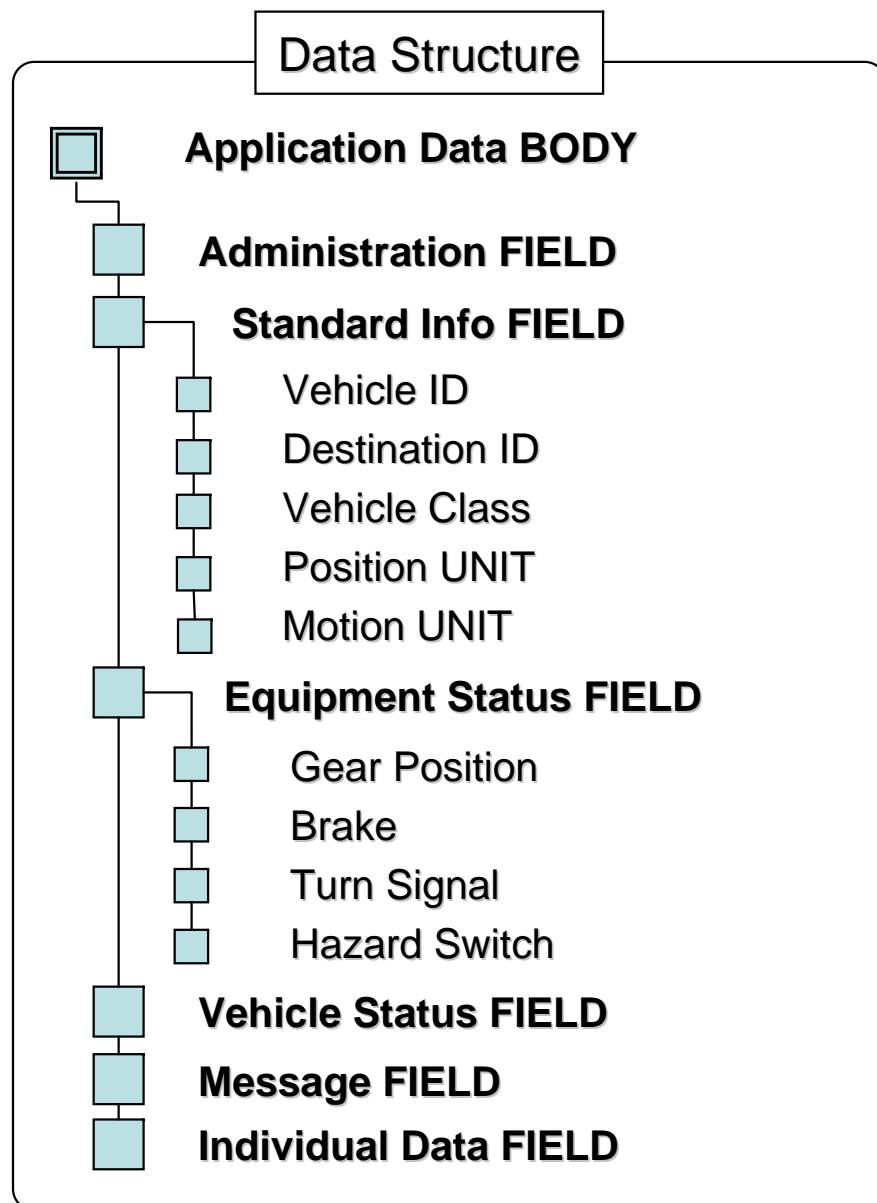 Data Structure
Application Data BODY
Administration FIELD
Standard Info FIELD
Vehicle ID
Destination ID
Vehicle Class
Position UNIT
Motion UNIT
Equipment Status FIELD
Gear Position
Brake
Turn Signal
Hazard Switch
Vehicle Status FIELD
Message FIELD
Individual Data FIELD